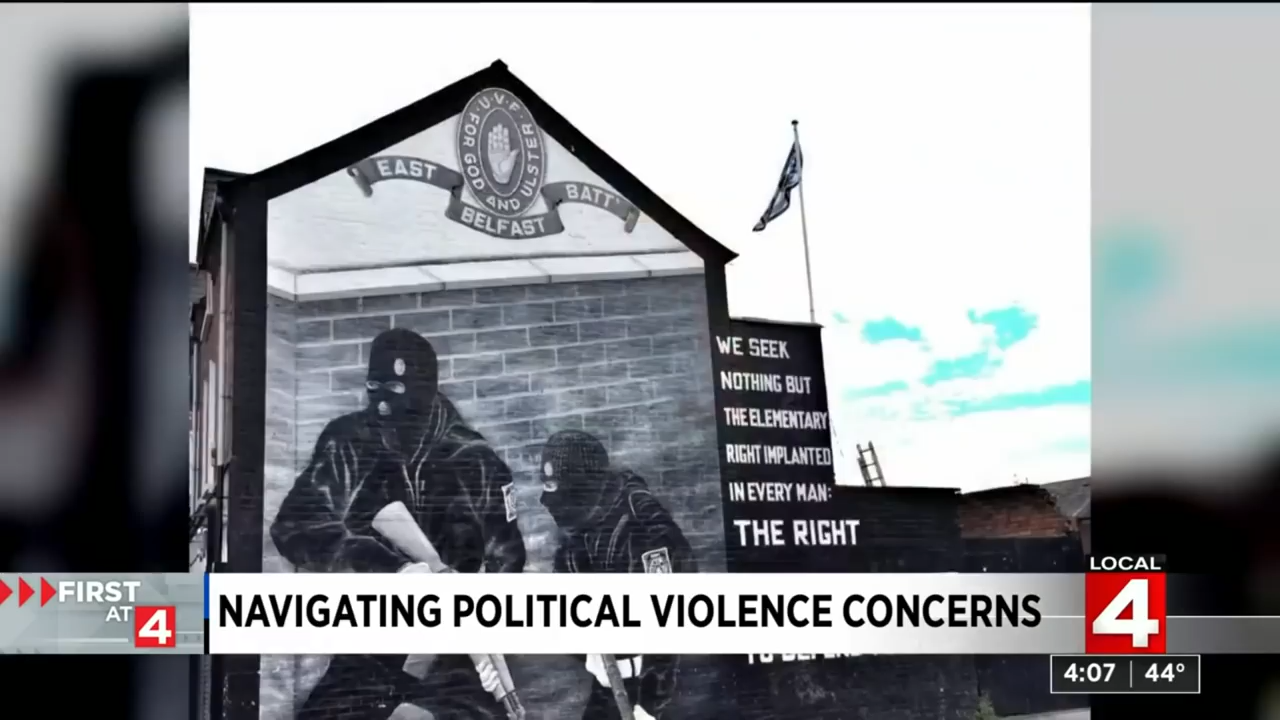 U.V.F.
FOR GOD AND ULSTER
EAST BELFAST BATT'
WE SEEK
NOTHING BUT
THE ELEMENTARY
RIGHT IMPLANTED
IN EVERY MAN:
THE RIGHT
LOCAL
4
FIRST
AT 4
NAVIGATING POLITICAL VIOLENCE CONCERNS
4:07 44°